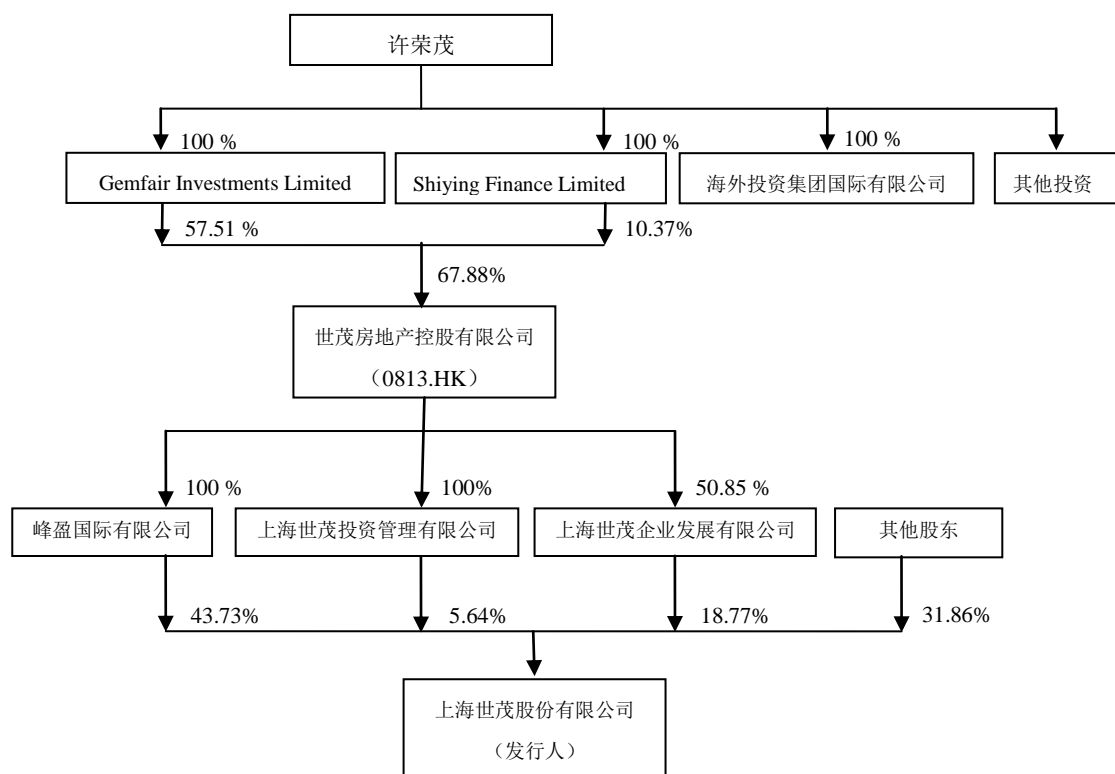 许荣茂
100 %
100 %
100 %
Gemfair Investments Limited
Shiying Finance Limited
海外投资集团国际有限公司
其他投资
57.51 %
10.37%
67.88%
世茂房地产控股有限公司
（0813.HK）
100 %
100%
50.85 %
峰盈国际有限公司
上海世茂投资管理有限公司
上海世茂企业发展有限公司
其他股东
43.73%
5.64%
18.77%
31.86%
上海世茂股份有限公司
（发行人）